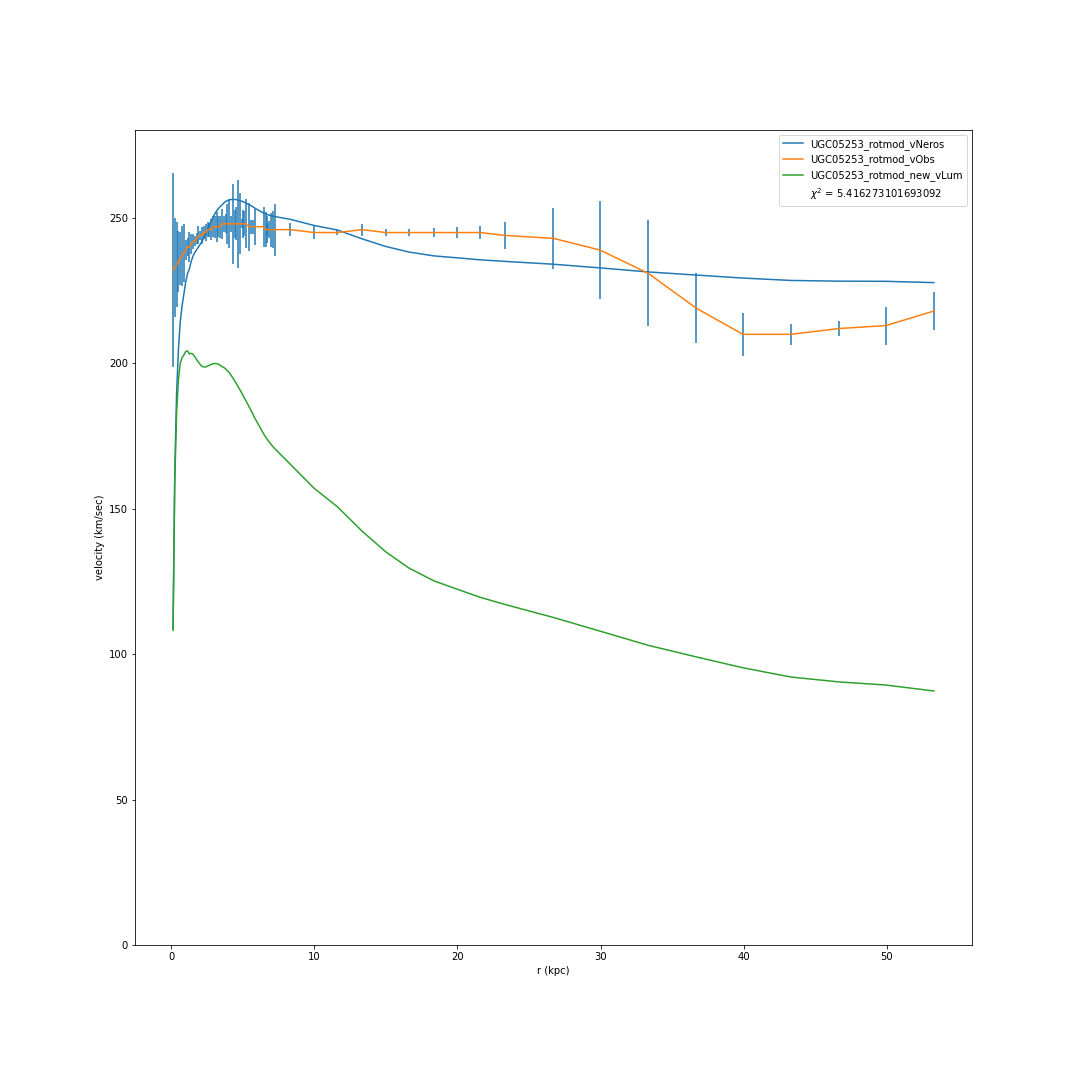 UGC05253_rotmod_vNeros
UGC05253_rotmod_vObs
UGC05253_rotmod_new_vLum
χ² = 5.416273101693092
250
200
150
100
50
0
velocity (km/sec)
0 10 20 30 40 50
r (kpc)